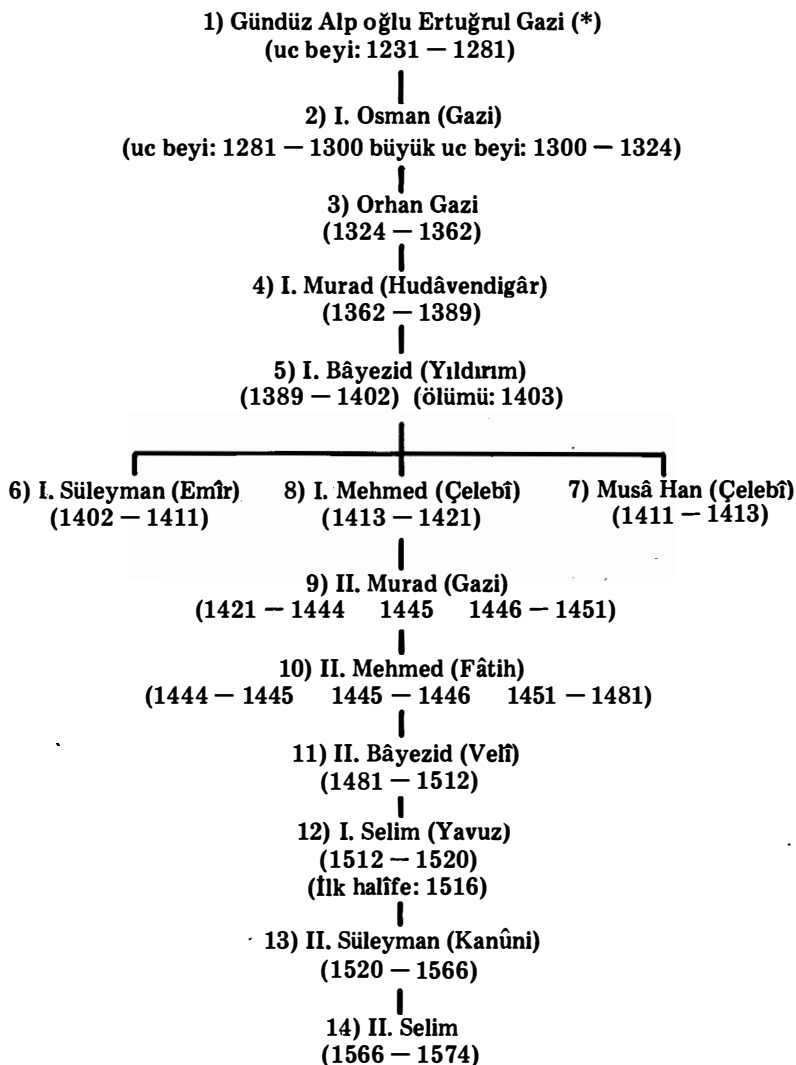 1) Gündüz Alp oğlu Ertuğrul Gazi (*)
(uc beyi: 1231 — 1281)
2) I. Osman (Gazi)
(uc beyi: 1281 — 1300 büyük uc beyi: 1300 — 1324)
3) Orhan Gazi
(1324 — 1362)
4) I. Murad (Hudâvendigâr)
(1362 — 1389)
5) I. Bâyezid (Yıldırım)
(1389 — 1402) (ölümü: 1403)
6) I. Süleyman (Emîr) 8) I. Mehmed (Çelebî) 7) Musâ Han (Çelebî)
(1402 — 1411) (1413 — 1421) (1411 — 1413)
9) II. Murad (Gazi)
(1421 — 1444 1445 1446 — 1451)
10) II. Mehmed (Fâtih)
(1444 — 1445 1445 — 1446 1451 — 1481)
11) II. Bâyezid (Velî)
(1481 — 1512)
12) I. Selim (Yavuz)
(1512 — 1520)
(İlk halîfe: 1516)
13) II. Süleyman (Kanûni)
(1520 — 1566)
14) II. Selim
(1566 — 1574)